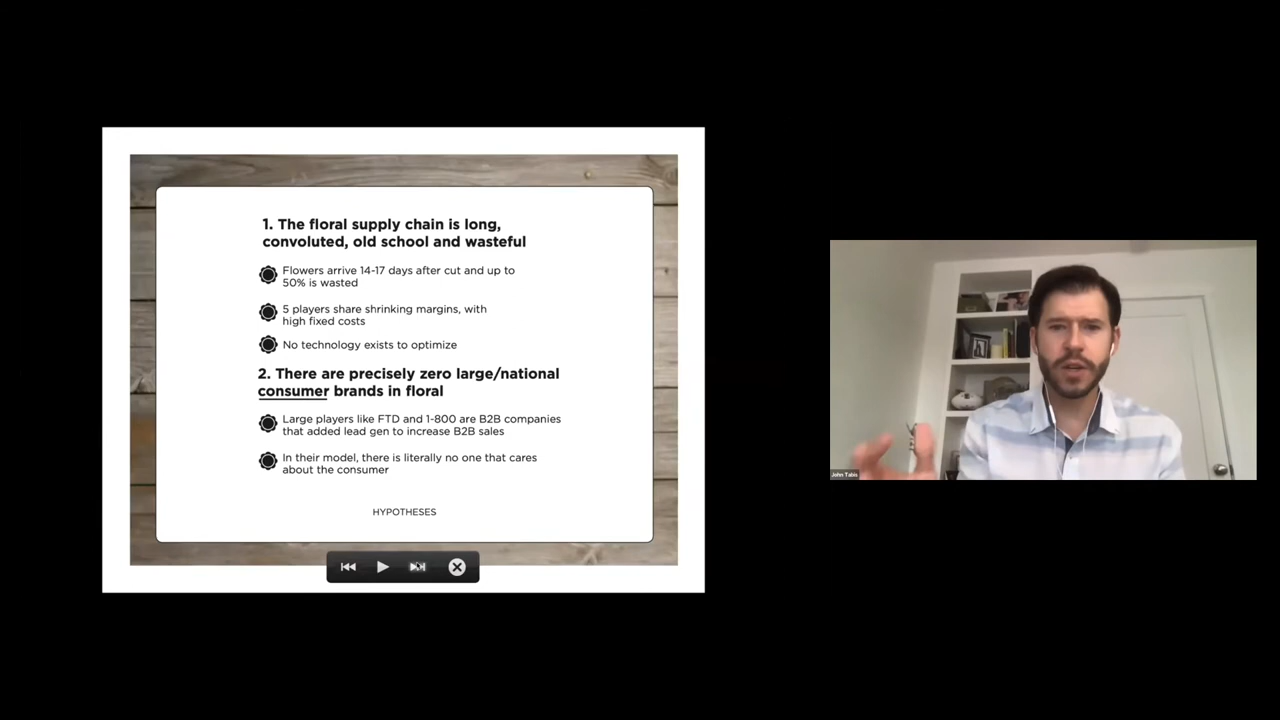 1. The floral supply chain is long,
convoluted, old school and wasteful
Flowers arrive 14-17 days after cut and up to
50% is wasted
5 players share shrinking margins, with
high fixed costs
No technology exists to optimize
2. There are precisely zero large/national
consumer brands in floral
Large players like FTD and 1-800 are B2B companies
that added lead gen to increase B2B sales
In their model, there is literally no one that cares
about the consumer
HYPOTHESES
John Tabis